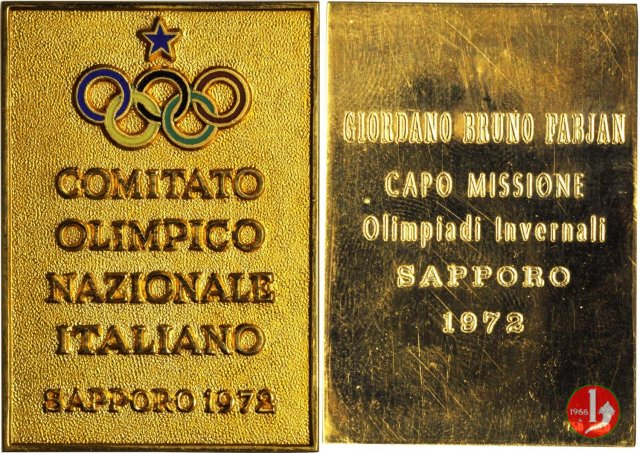 COMITATO
OLIMPICO
NAZIONALE
ITALIANO
SAPPORO 1972
GIORDANO BRUNO FABJAN
CAPO MISSIONE
Olimpiadi Invernali
SAPPORO
1972
1966